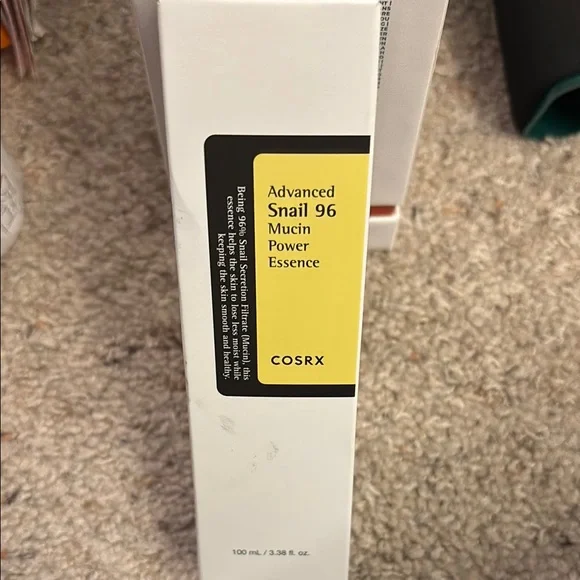 Advanced
Snail 96
Mucin
Power
Essence
COSRX
Being 96% Snail Secretion Filtrate (Mucin), this
essence helps the skin to lose less moist while
keeping the skin smooth and healthy.
100 mL / 3.38 fl. oz.